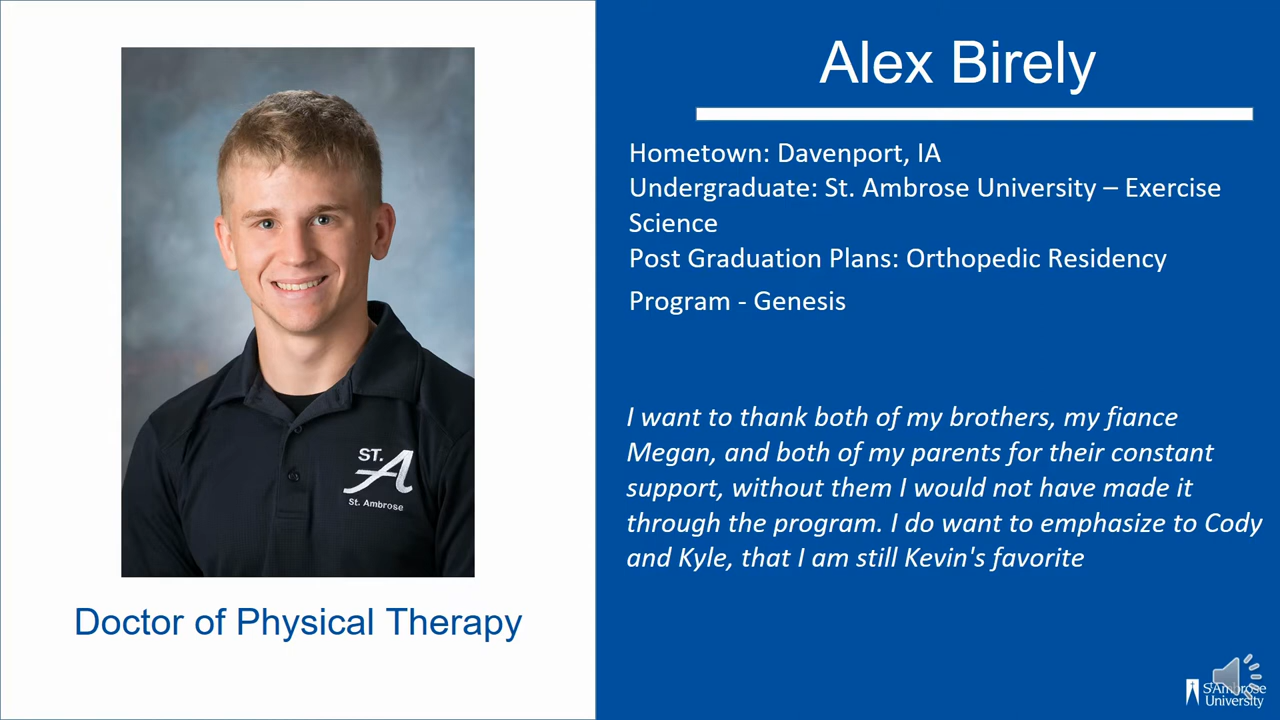 Alex Birely
Hometown: Davenport, IA
Undergraduate: St. Ambrose University – Exercise
Science
Post Graduation Plans: Orthopedic Residency
Program - Genesis
I want to thank both of my brothers, my fiance
Megan, and both of my parents for their constant
support, without them I would not have made it
through the program. I do want to emphasize to Cody
and Kyle, that I am still Kevin's favorite
ST. A
St. Ambrose
Doctor of Physical Therapy
St Ambrose
University